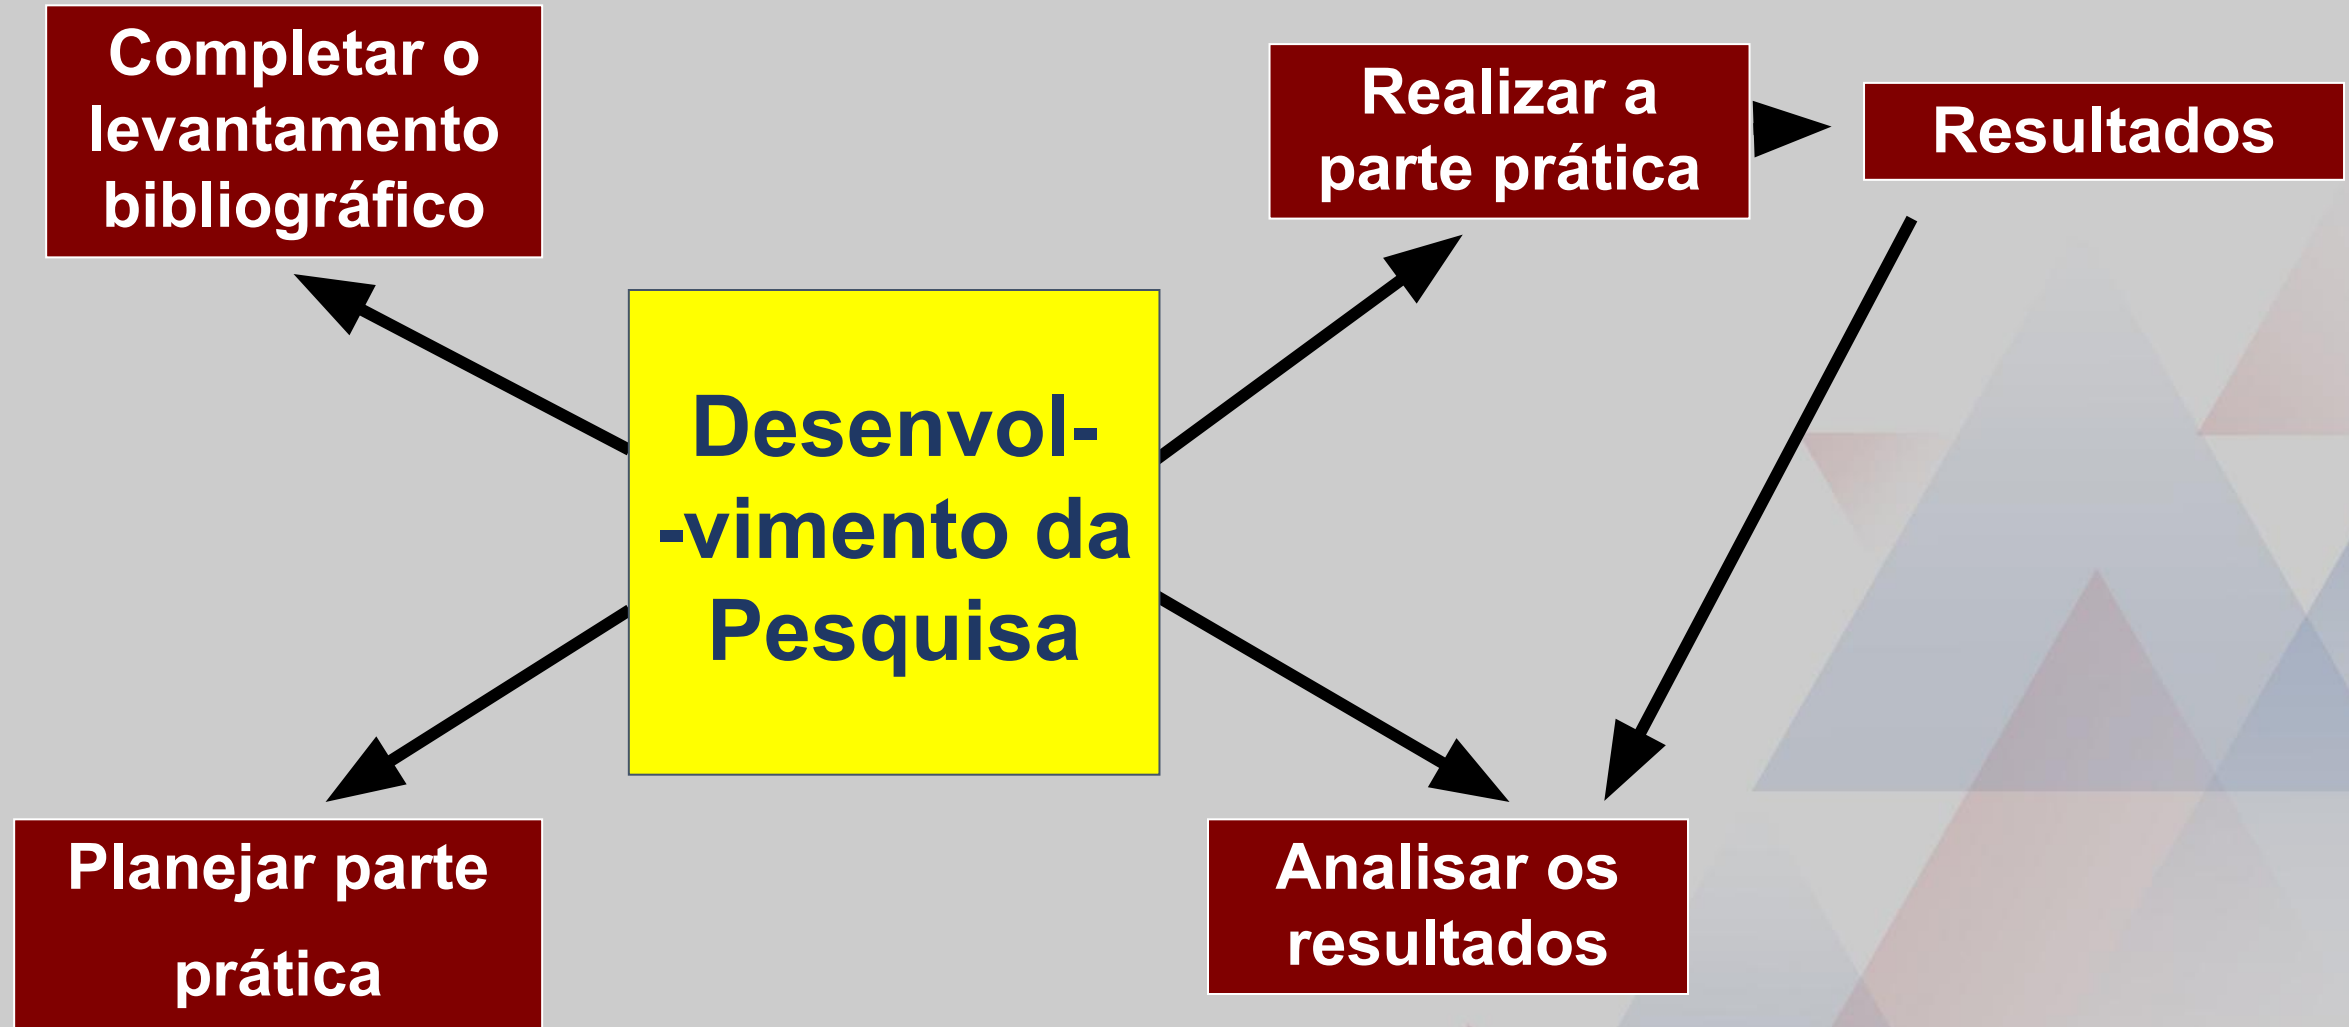 Completar o
levantamento
bibliográfico
Realizar a
parte prática
Resultados
Desenvol-
-vimento da
Pesquisa
Planejar parte
prática
Analisar os
resultados